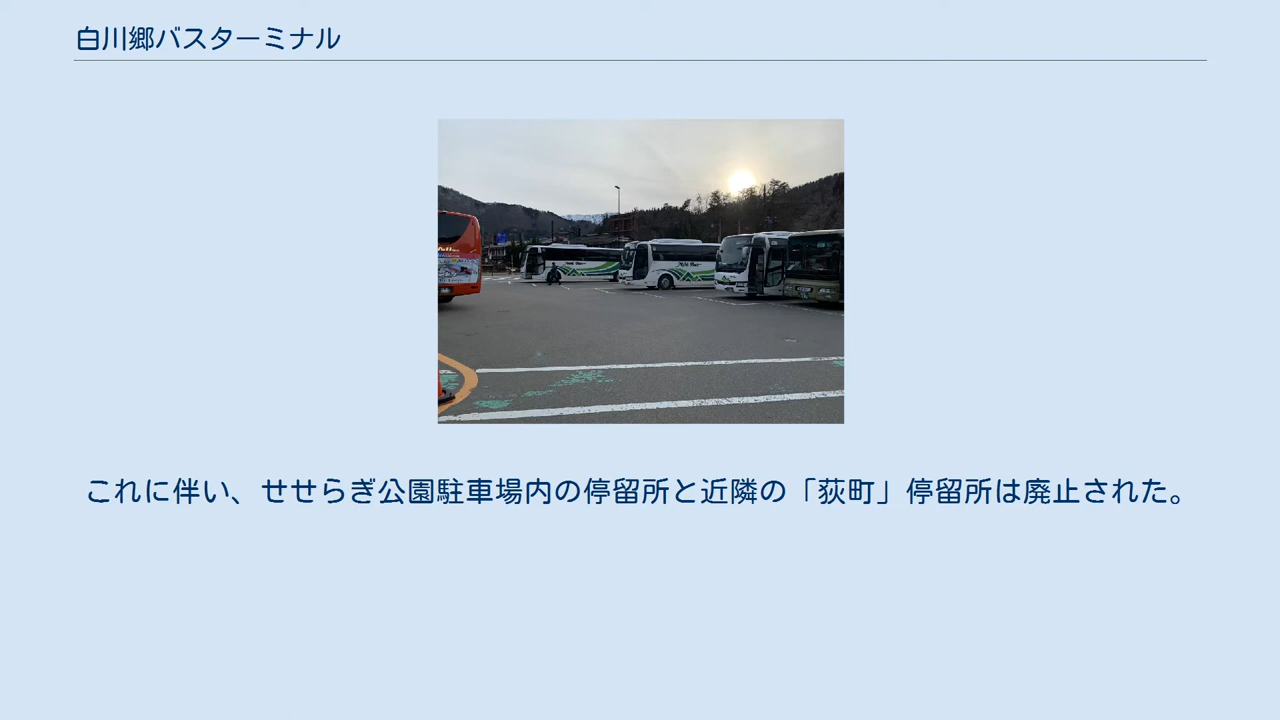 白川郷バスターミナル
これに伴い、せせらぎ公園駐車場内の停留所と近隣の「荻町」停留所は廃止された。